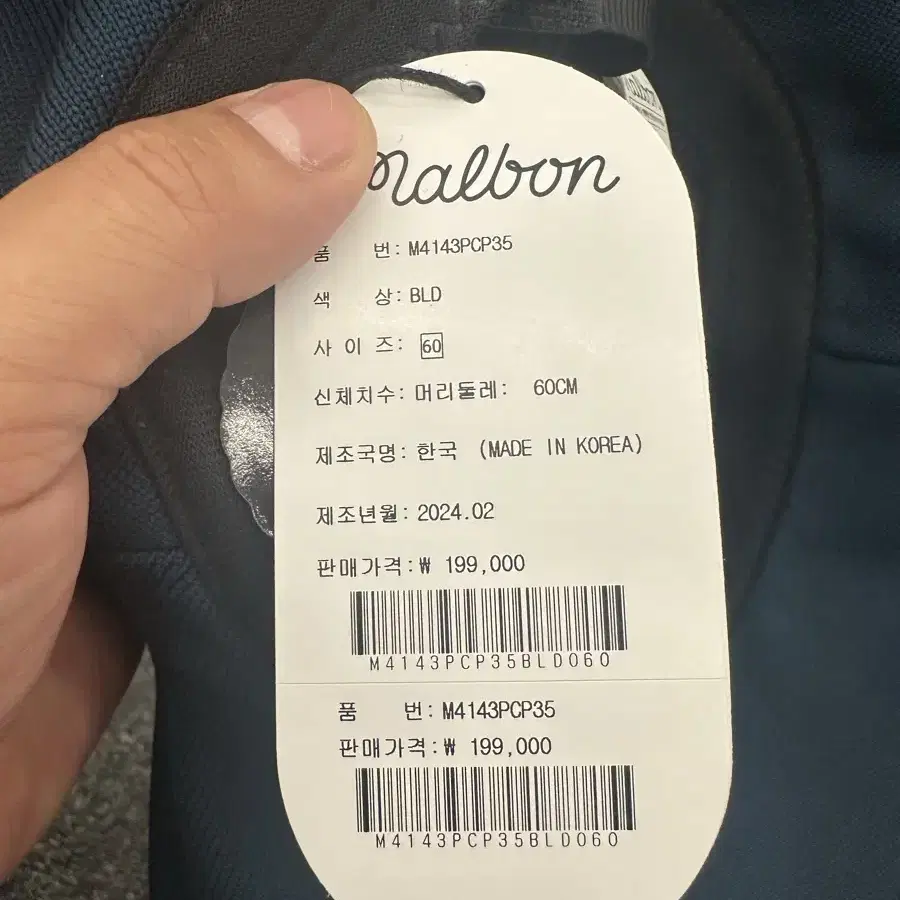 Malbon
품 번: M4143PCP35
색 상: BLD
사 이 즈: 60
신체치수: 머리둘레: 60CM
제조국명: 한국 (MADE IN KOREA)
제조년월: 2024.02
판매가격:₩ 199,000
M4143PCP35BLD060
품 번: M4143PCP35
판매가격:₩ 199,000
M4143PCP35BLD060